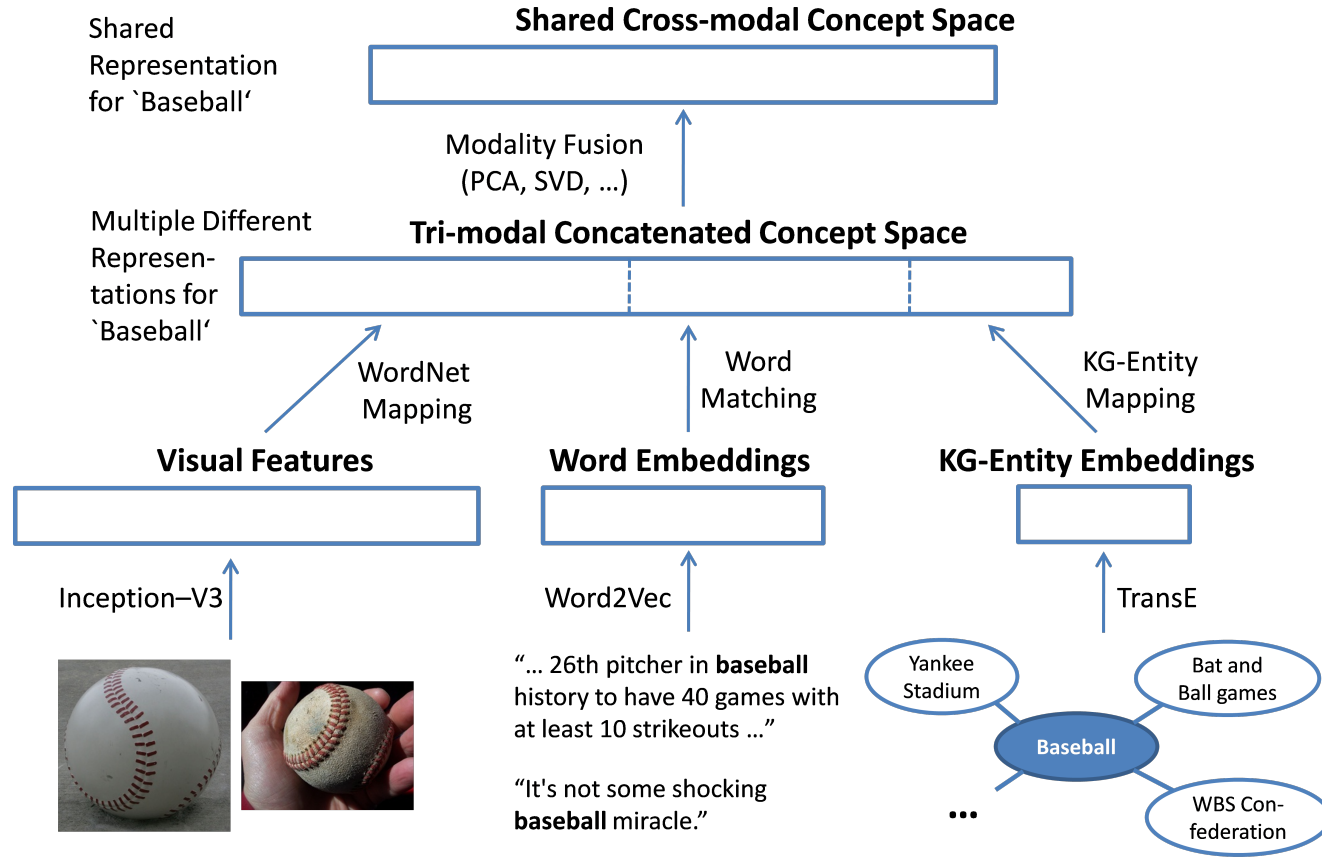 Shared Cross-modal Concept Space
Shared
Representation
for `Baseball‘
Modality Fusion
(PCA, SVD, ...)
Multiple Different
Represen-
tations for
`Baseball‘
Tri-modal Concatenated Concept Space
WordNet
Mapping
Word
Matching
KG-Entity
Mapping
Visual Features
Word Embeddings
KG-Entity Embeddings
Inception–V3
Word2Vec
TransE
“... 26th pitcher in baseball
history to have 40 games with
at least 10 strikeouts ...”
“It's not some shocking
baseball miracle.”
Yankee
Stadium
Bat and
Ball games
Baseball
WBS Con-
federation
...